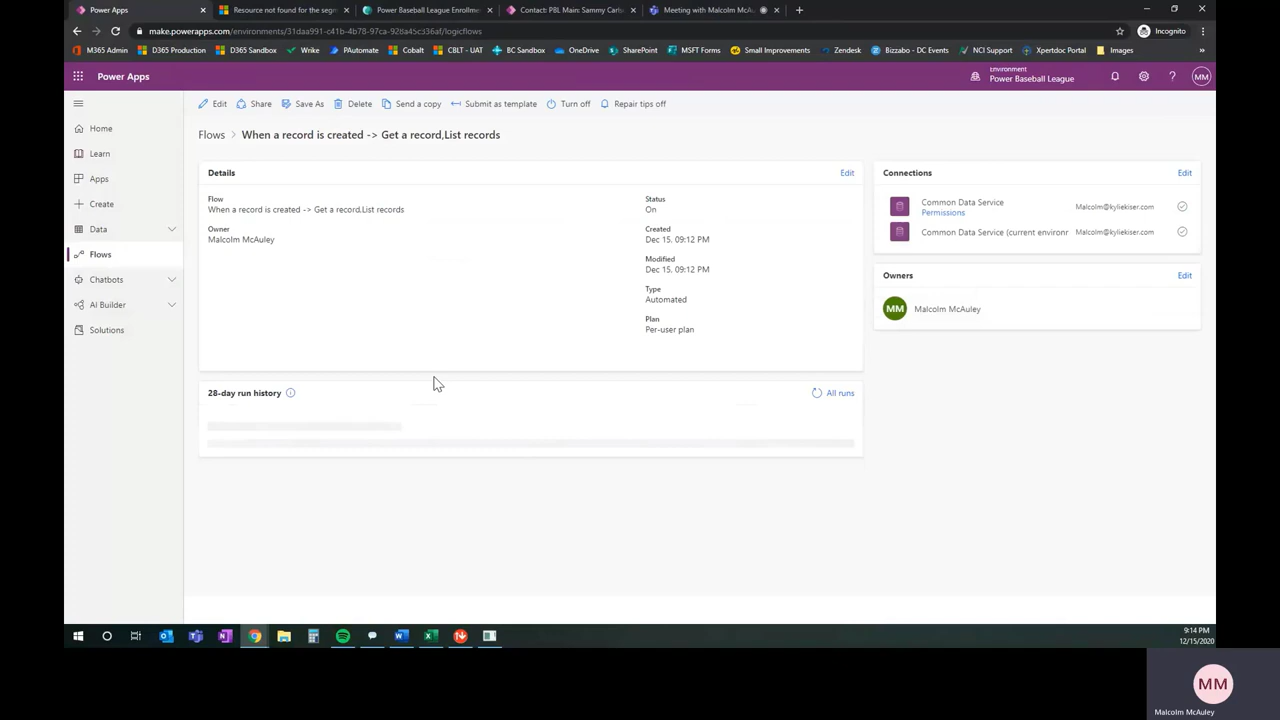 Power Apps
Resource not found for the seg
Power Baseball League Enrollme
Contact: PBL Main: Sammy Carlw
Meeting with Malcolm McAu
make.powerapps.com/environments/31daa991-c41b-4b78-97ca-928a45c336af/logicflows
Incognito
M365 Admin
D365 Production
D365 Sandbox
Wrike
PAutomate
Cobalt
CBLT - UAT
BC Sandbox
OneDrive
SharePoint
MSFT Forms
Small Improvements
Zendesk
Bizzabo - DC Events
NCI Support
Xpertdoc Portal
Images
Power Apps
Environment
Power Baseball League
MM
Edit
Share
Save As
Delete
Send a copy
Submit as template
Turn off
Repair tips off
Home
Learn
Apps
Create
Data
Flows
Chatbots
AI Builder
Solutions
Flows > When a record is created -> Get a record,List records
Details
Edit
Flow
When a record is created -> Get a record,List records
Owner
Malcolm McAuley
Status
On
Created
Dec 15, 09:12 PM
Modified
Dec 15, 09:12 PM
Type
Automated
Plan
Per-user plan
Connections
Edit
Common Data Service
Permissions
Malcolm@kyliekiser.com
Common Data Service (current environr
Malcolm@kyliekiser.com
Owners
Edit
MM
Malcolm McAuley
28-day run history
All runs
9:14 PM
12/15/2020
MM
Malcolm McAuley